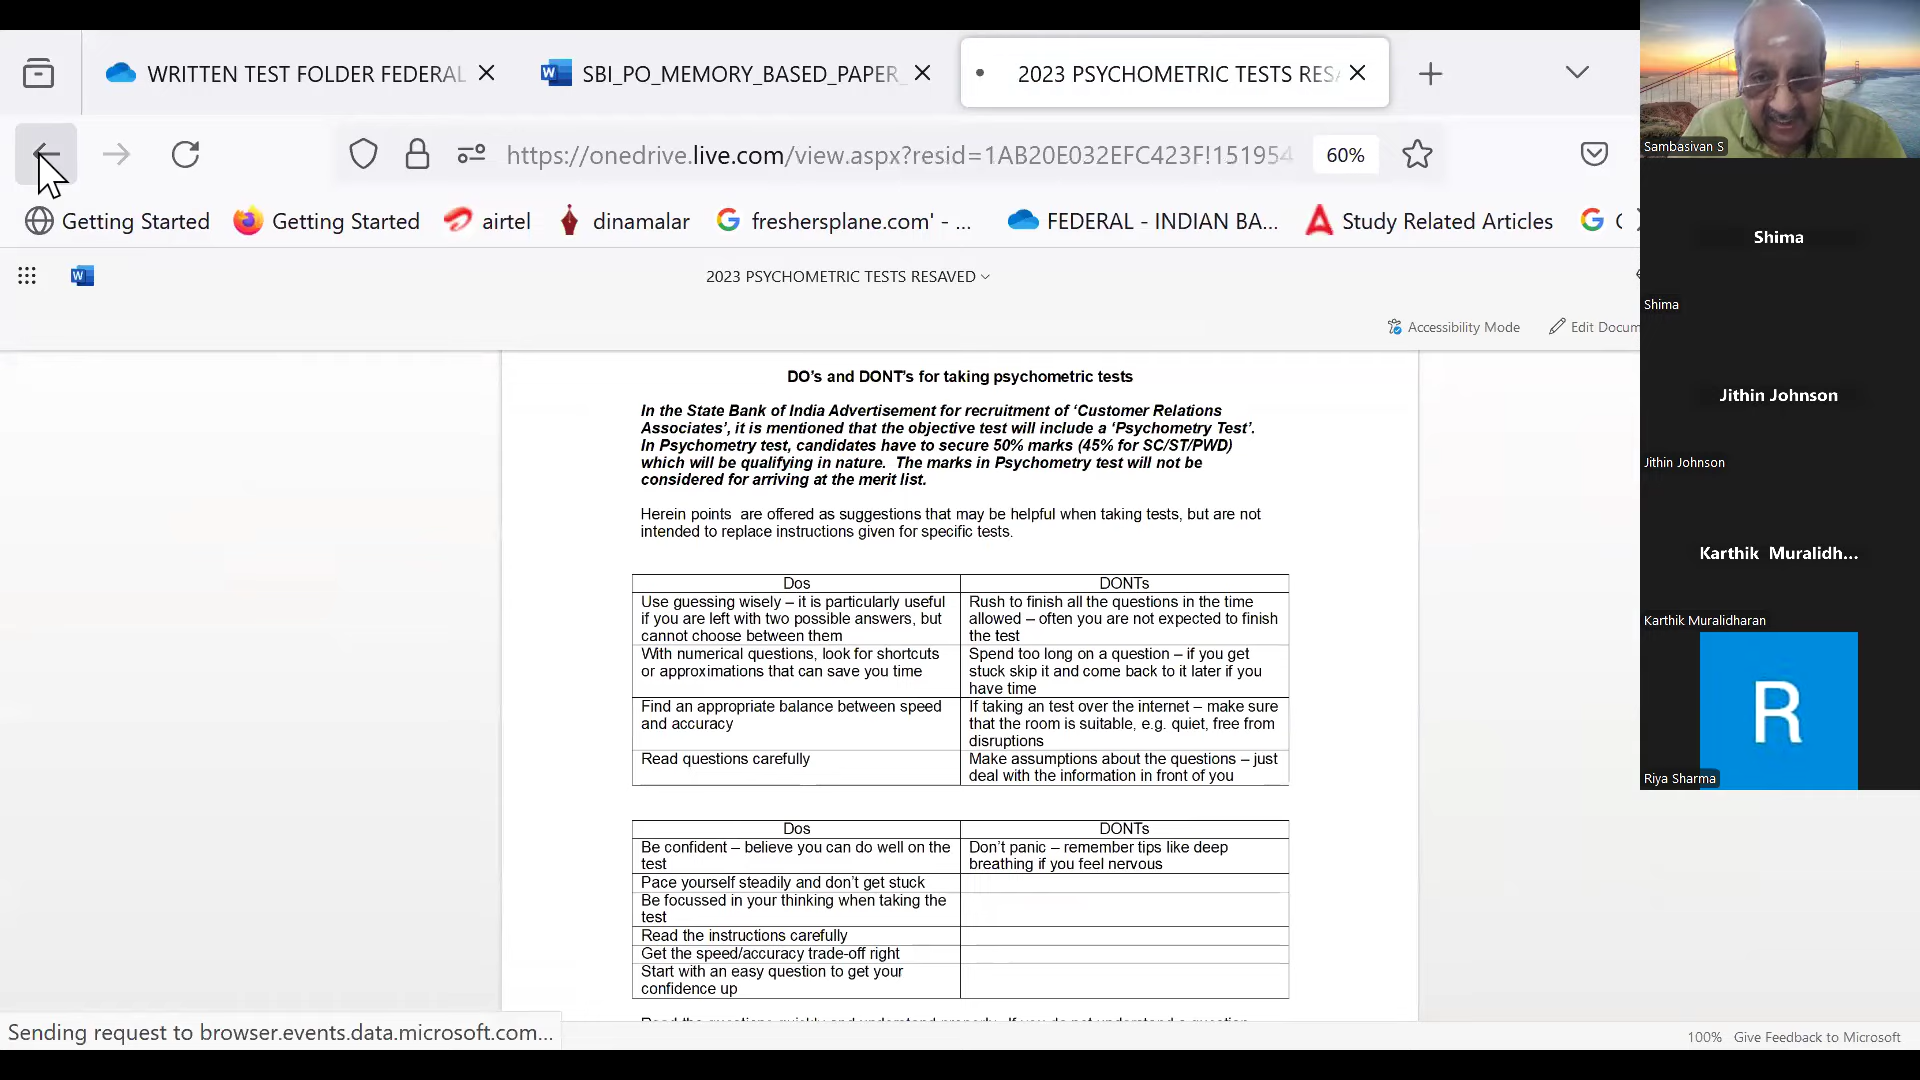 WRITTEN TEST FOLDER FEDERAL
SBI_PO_MEMORY_BASED_PAPER_
2023 PSYCHOMETRIC TESTS RES
https://onedrive.live.com/view.aspx?resid=1AB20E032EFC423F!151954
60%
Getting Started
Getting Started
airtel
dinamalar
freshersplane.com' - ...
FEDERAL - INDIAN BA...
Study Related Articles
2023 PSYCHOMETRIC TESTS RESAVED
Accessibility Mode
Edit Docum
DO's and DONT's for taking psychometric tests
In the State Bank of India Advertisement for recruitment of ‘Customer Relations
Associates’, it is mentioned that the objective test will include a ‘Psychometry Test’.
In Psychometry test, candidates have to secure 50% marks (45% for SC/ST/PWD)
which will be qualifying in nature. The marks in Psychometry test will not be
considered for arriving at the merit list.
Herein points are offered as suggestions that may be helpful when taking tests, but are not
intended to replace instructions given for specific tests.
Dos
DONTs
Use guessing wisely – it is particularly useful
if you are left with two possible answers, but
cannot choose between them
Rush to finish all the questions in the time
allowed – often you are not expected to finish
the test
With numerical questions, look for shortcuts
or approximations that can save you time
Spend too long on a question – if you get
stuck skip it and come back to it later if you
have time
Find an appropriate balance between speed
and accuracy
If taking an test over the internet – make sure
that the room is suitable, e.g. quiet, free from
disruptions
Read questions carefully
Make assumptions about the questions – just
deal with the information in front of you
Dos
DONTs
Be confident – believe you can do well on the
test
Don’t panic – remember tips like deep
breathing if you feel nervous
Pace yourself steadily and don’t get stuck
Be focussed in your thinking when taking the
test
Read the instructions carefully
Get the speed/accuracy trade-off right
Start with an easy question to get your
confidence up
Sending request to browser.events.data.microsoft.com...
100%
Give Feedback to Microsoft
Sambasivan S
Shima
Shima
Jithin Johnson
Jithin Johnson
Karthik Muralidh...
Karthik Muralidharan
R
Riya Sharma